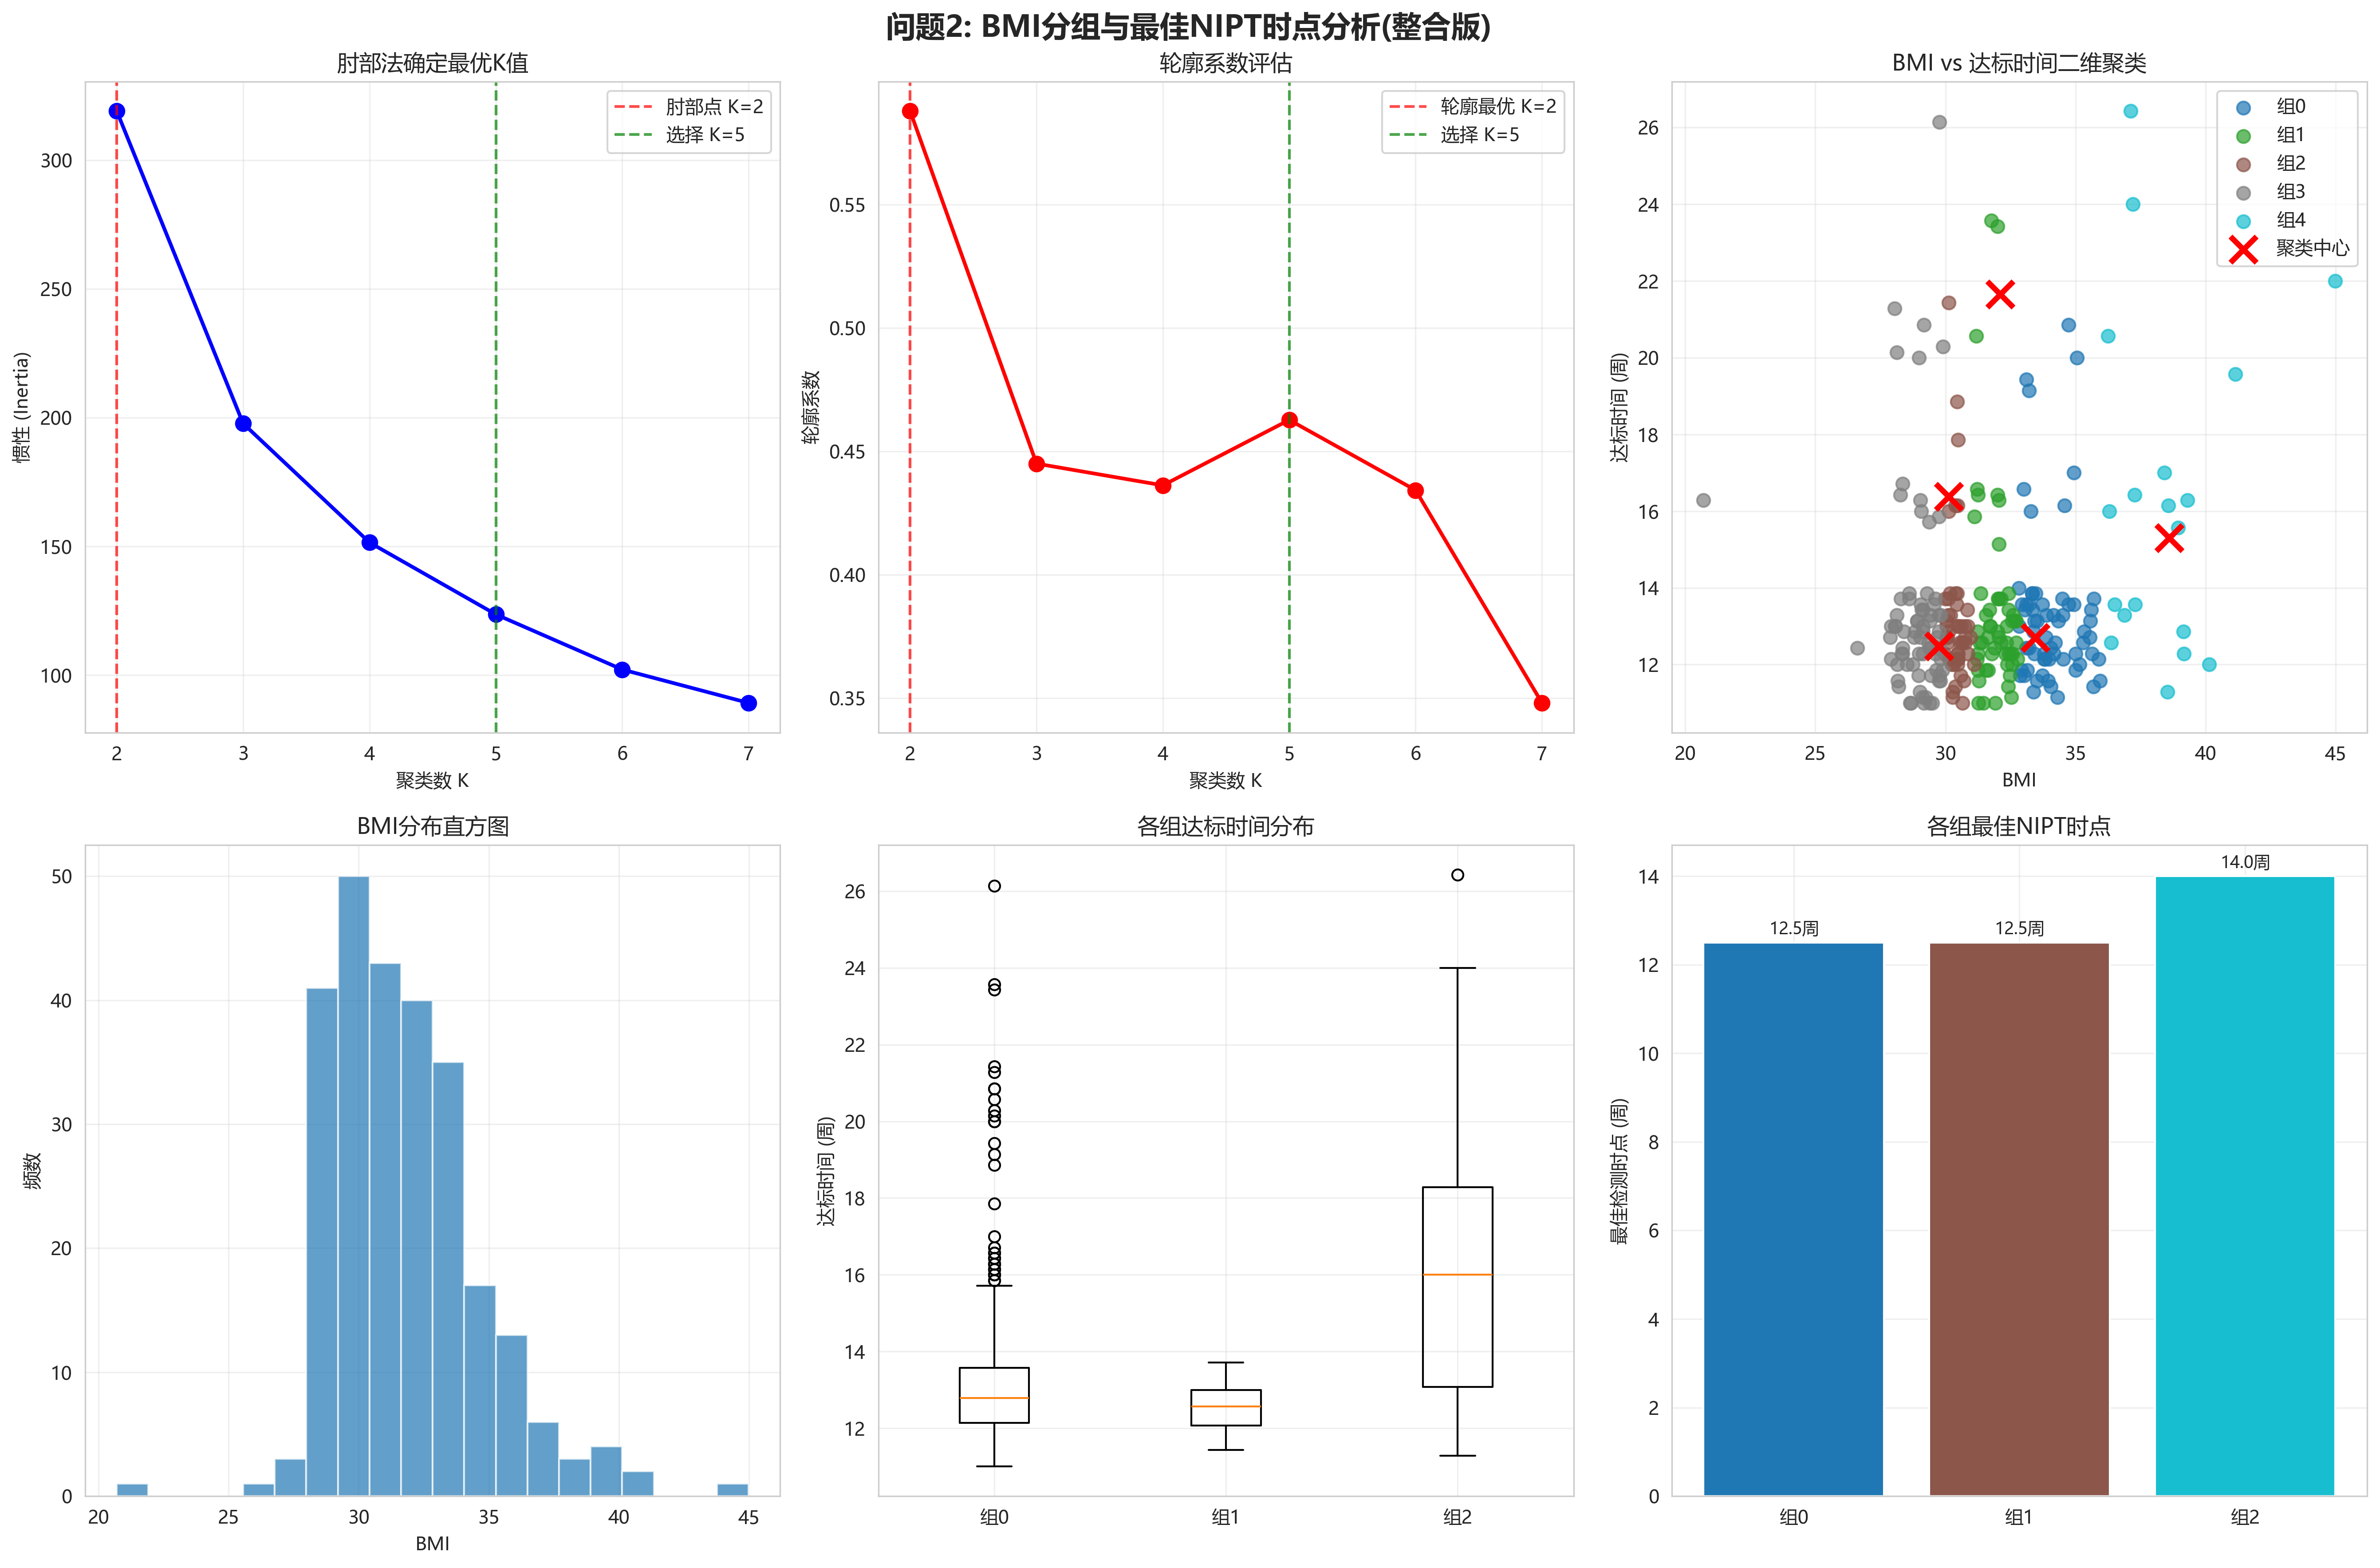 问题2: BMI分组与最佳NIPT时点分析(整合版)
肘部法确定最优K值
惯性 (Inertia)
300
250
200
150
100
2 3 4 5 6 7
聚类数 K
肘部点 K=2
选择 K=5
轮廓系数评估
轮廓系数
0.55
0.50
0.45
0.40
0.35
2 3 4 5 6 7
聚类数 K
轮廓最优 K=2
选择 K=5
BMI vs 达标时间二维聚类
达标时间 (周)
26
24
22
20
18
16
14
12
20 25 30 35 40 45
BMI
组0
组1
组2
组3
组4
聚类中心
BMI分布直方图
频数
50
40
30
20
10
0
20 25 30 35 40 45
BMI
各组达标时间分布
达标时间 (周)
26
24
22
20
18
16
14
12
组0 组1 组2
各组最佳NIPT时点
最佳检测时点 (周)
14
12
10
8
6
4
2
0
12.5周 12.5周 14.0周
组0 组1 组2